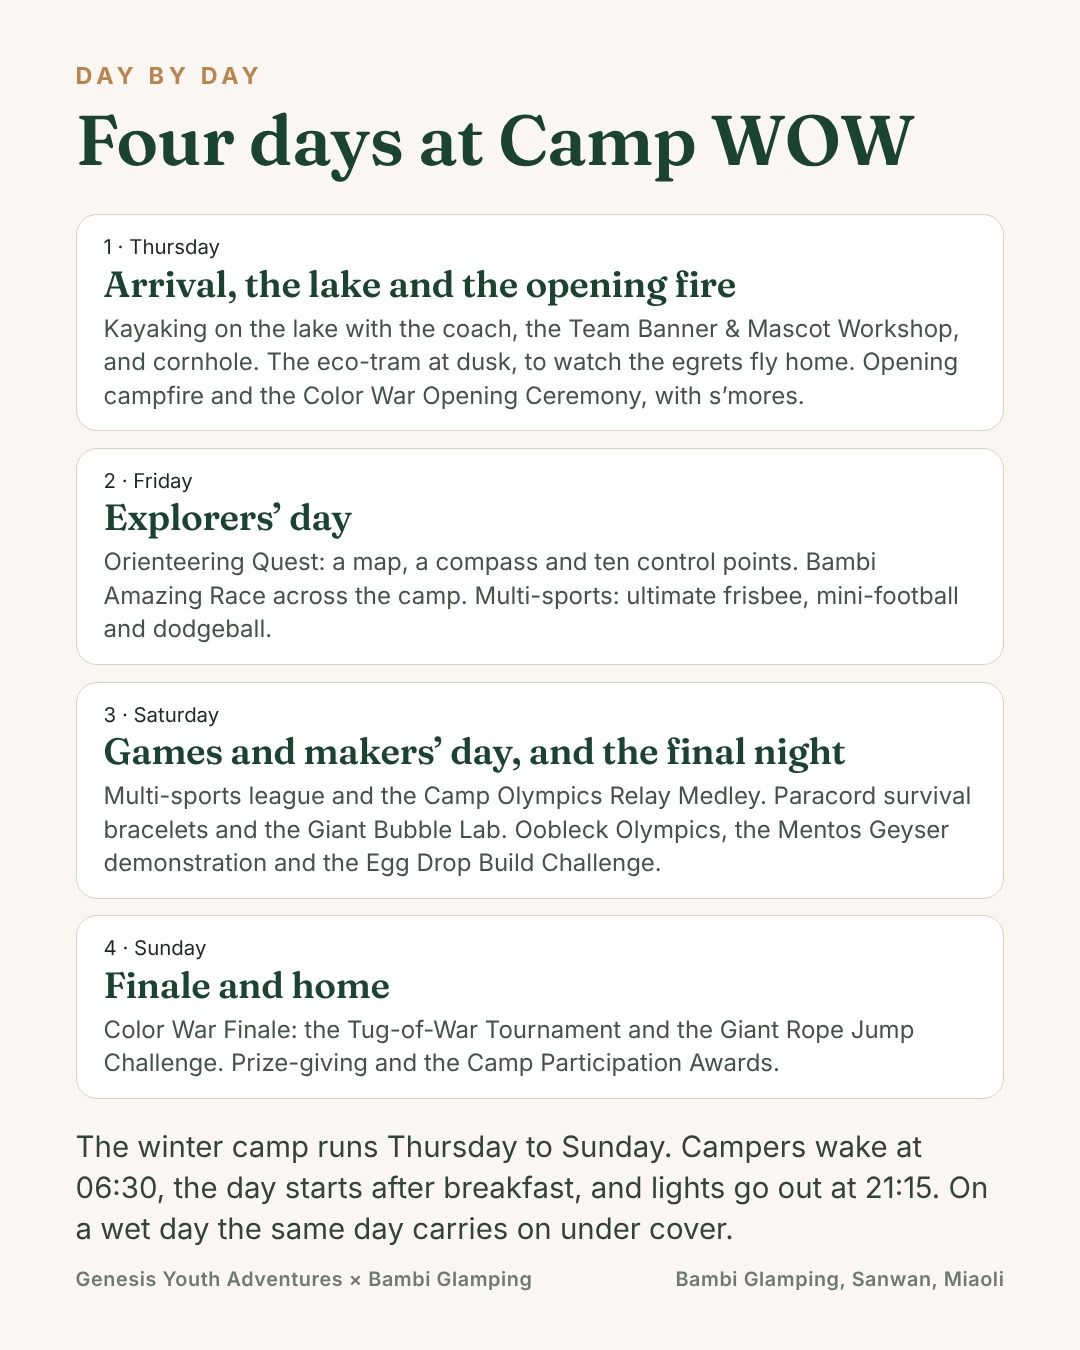 DAY BY DAY
Four days at Camp WOW
1 · Thursday
Arrival, the lake and the opening fire
Kayaking on the lake with the coach, the Team Banner & Mascot Workshop,
and cornhole. The eco-tram at dusk, to watch the egrets fly home. Opening
campfire and the Color War Opening Ceremony, with s’mores.
2 · Friday
Explorers’ day
Orienteering Quest: a map, a compass and ten control points. Bambi
Amazing Race across the camp. Multi-sports: ultimate frisbee, mini-football
and dodgeball.
3 · Saturday
Games and makers’ day, and the final night
Multi-sports league and the Camp Olympics Relay Medley. Paracord survival
bracelets and the Giant Bubble Lab. Oobleck Olympics, the Mentos Geyser
demonstration and the Egg Drop Build Challenge.
4 · Sunday
Finale and home
Color War Finale: the Tug-of-War Tournament and the Giant Rope Jump
Challenge. Prize-giving and the Camp Participation Awards.
The winter camp runs Thursday to Sunday. Campers wake at
06:30, the day starts after breakfast, and lights go out at 21:15. On
a wet day the same day carries on under cover.
Genesis Youth Adventures × Bambi Glamping
Bambi Glamping, Sanwan, Miaoli